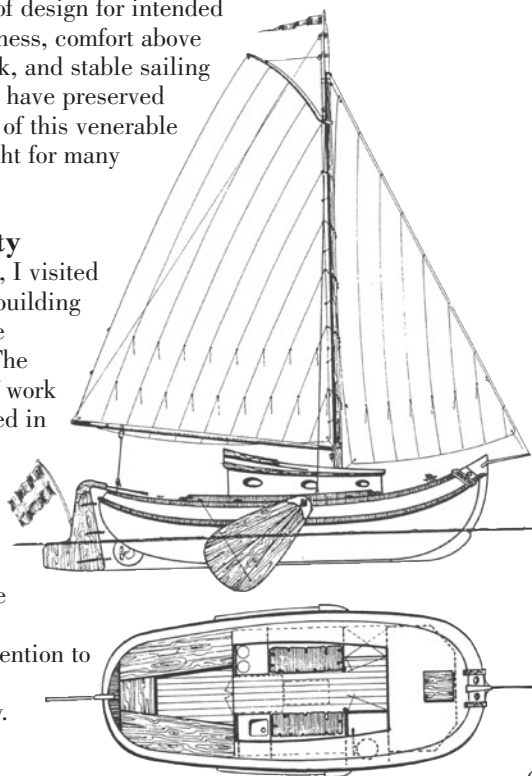 of design for intended
ness, comfort above
k, and stable sailing
have preserved
of this venerable
ht for many
ty
, I visited
building
e
The
work
ed in
e
ention to
y.